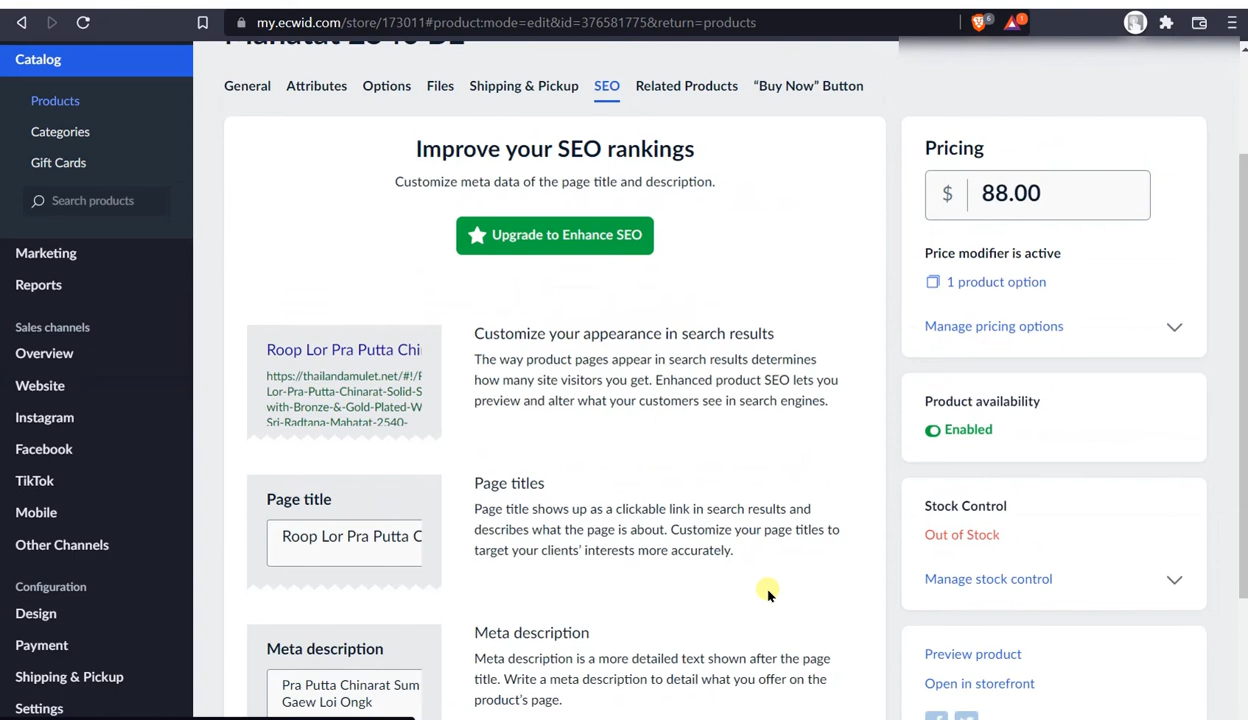 my.ecwid.com/store/173011#product:mode=edit&id=376581775&return=products
6
1
Catalog
Products
Categories
Gift Cards
Search products
Marketing
Reports
Sales channels
Overview
Website
Instagram
Facebook
TikTok
Mobile
Other Channels
Configuration
Design
Payment
Shipping & Pickup
Settings
General Attributes Options Files Shipping & Pickup SEO Related Products “Buy Now” Button
Improve your SEO rankings
Customize meta data of the page title and description.
Upgrade to Enhance SEO
Roop Lor Pra Putta Chi
https://thailandamulet.net/#!/
Lor-Pra-Putta-Chinarat-Solid-S
with-Bronze-&-Gold-Plated-W
Sri-Radtana-Mahatat-2540-
Customize your appearance in search results
The way product pages appear in search results determines
how many site visitors you get. Enhanced product SEO lets you
preview and alter what your customers see in search engines.
Page title
Roop Lor Pra Putta C
Page titles
Page title shows up as a clickable link in search results and
describes what the page is about. Customize your page titles to
target your clients’ interests more accurately.
Meta description
Pra Putta Chinarat Sum
Gaew Loi Ongk
Meta description
Meta description is a more detailed text shown after the page
title. Write a meta description to detail what you offer on the
product’s page.
Pricing
$ 88.00
Price modifier is active
1 product option
Manage pricing options
Product availability
Enabled
Stock Control
Out of Stock
Manage stock control
Preview product
Open in storefront